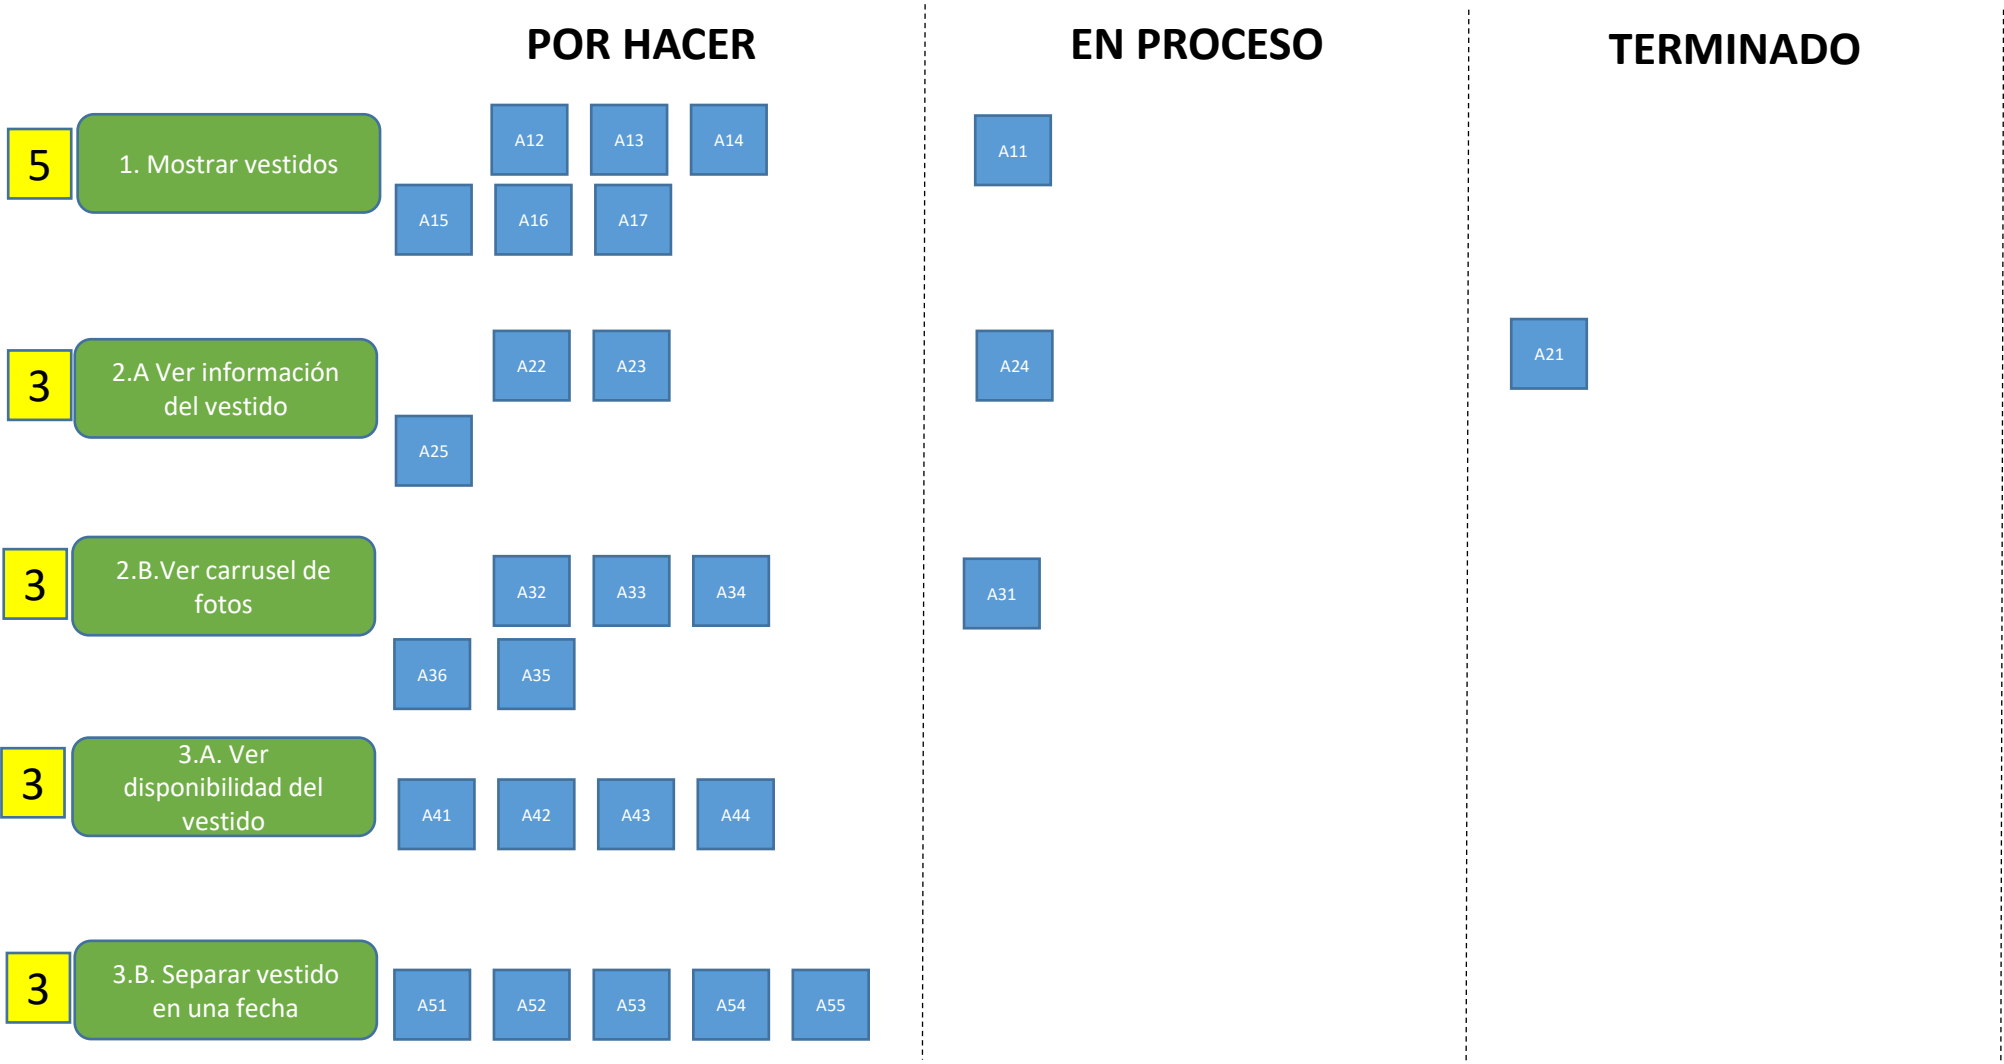 POR HACER
EN PROCESO
TERMINADO
5
1. Mostrar vestidos
A12
A13
A14
A11
A15
A16
A17
3
2.A Ver información
del vestido
A22
A23
A24
A21
A25
3
2.B.Ver carrusel de
fotos
A32
A33
A34
A31
A36
A35
3
3.A. Ver
disponibilidad del
vestido
A41
A42
A43
A44
3
3.B. Separar vestido
en una fecha
A51
A52
A53
A54
A55